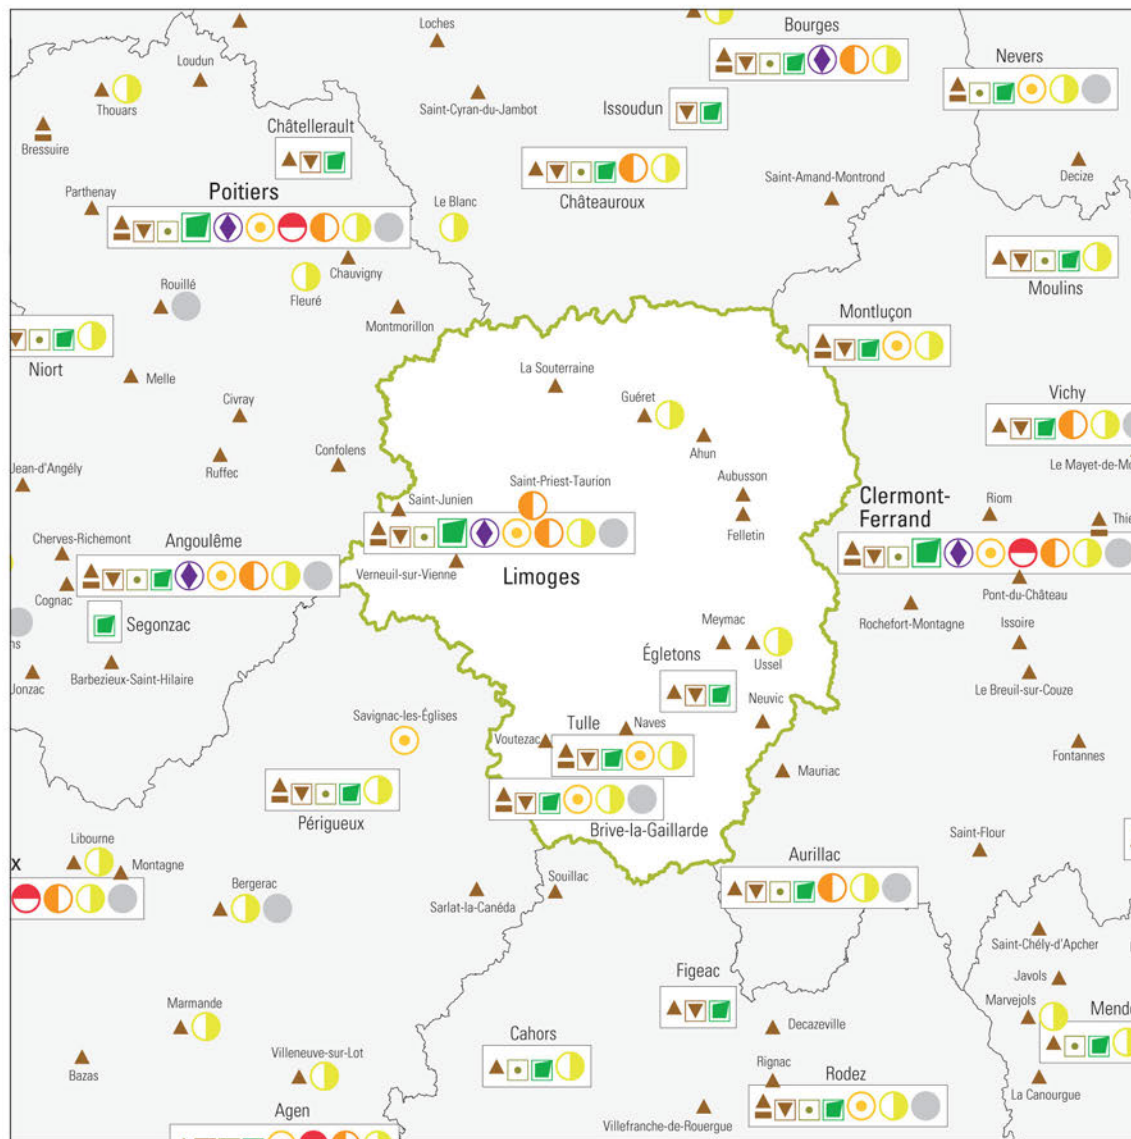 Loches
Bourges
Loudun
Nevers
Thouars
Saint-Cyran-du-Jambot
Issoudun
Châtellerault
Bressuire
Decize
Saint-Amand-Montrond
Parthenay
Poitiers
Le Blanc
Châteauroux
Chauvigny
Rouillé
Fleuré
Moulins
Montmorillon
Montluçon
Niort
Melle
La Souterraine
Guéret
Vichy
Civray
Ahun
Confolens
Ruffec
Jean-d'Angély
Le Mayet-de-Mo
Aubusson
Saint-Priest-Taurion
Saint-Junien
Clermont-
Ferrand
Riom
Thie
Felletin
Cherves-Richemont
Angoulême
Verneuil-sur-Vienne
Limoges
Cognac
Pont-du-Château
Segonzac
Rochefort-Montagne
Issoire
Meymac
ns
Égletons
Ussel
Jonzac
Barbezieux-Saint-Hilaire
Le Breuil-sur-Couze
Neuvic
Savignac-les-Églises
Tulle
Naves
Voutezac
Fontannes
Mauriac
Périgueux
Brive-la-Gaillarde
Libourne
Saint-Flour
x
Montagne
Aurillac
Bergerac
Souillac
Sarlat-la-Canéda
Saint-Chély-d'Apcher
Figeac
Javols
Marmande
Marvejols
Mende
Cahors
Decazeville
Villeneuve-sur-Lot
Bazas
Rignac
Rodez
La Canourgue
Agen
Villefranche-de-Rouergue